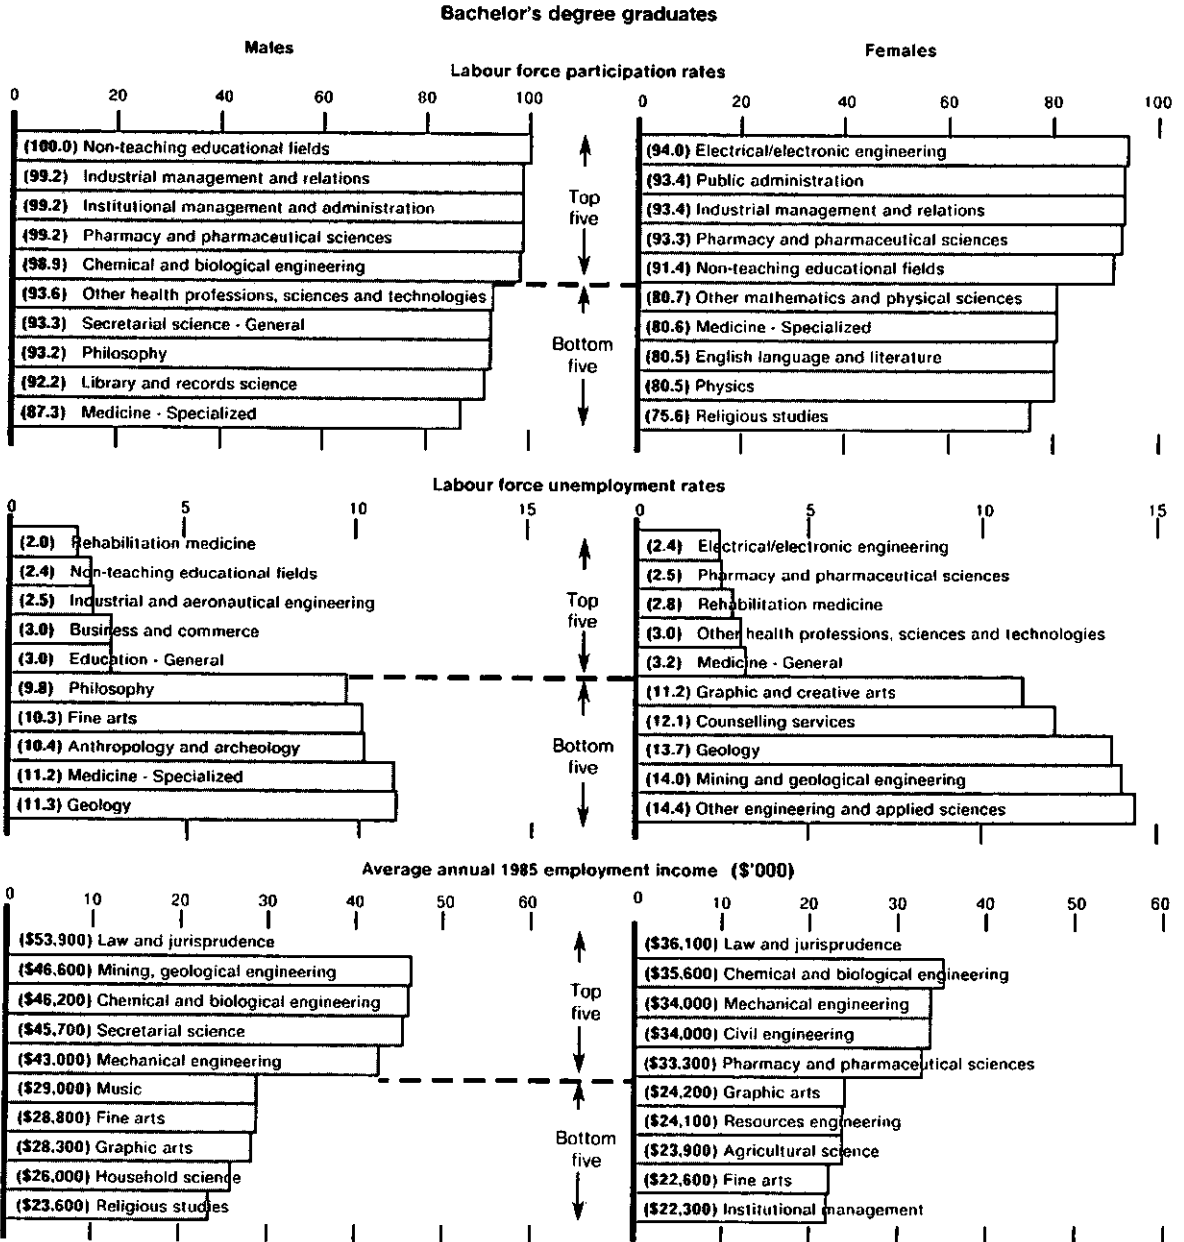 Bachelor's degree graduates
Males
Females
Labour force participation rates
0 20 40 60 80 100
0 20 40 60 80 100
(100.0) Non-teaching educational fields
(99.2) Industrial management and relations
(99.2) Institutional management and administration
(99.2) Pharmacy and pharmaceutical sciences
(98.9) Chemical and biological engineering
(93.6) Other health professions, sciences and technologies
(93.3) Secretarial science - General
(93.2) Philosophy
(92.2) Library and records science
(87.3) Medicine - Specialized
Top
five
Bottom
five
(94.0) Electrical/electronic engineering
(93.4) Public administration
(93.4) Industrial management and relations
(93.3) Pharmacy and pharmaceutical sciences
(91.4) Non-teaching educational fields
(80.7) Other mathematics and physical sciences
(80.6) Medicine - Specialized
(80.5) English language and literature
(80.5) Physics
(75.6) Religious studies
Labour force unemployment rates
0 5 10 15
0 5 10 15
(2.0) Rehabilitation medicine
(2.4) Non-teaching educational fields
(2.5) Industrial and aeronautical engineering
(3.0) Business and commerce
(3.0) Education - General
(9.8) Philosophy
(10.3) Fine arts
(10.4) Anthropology and archeology
(11.2) Medicine - Specialized
(11.3) Geology
Top
five
Bottom
five
(2.4) Electrical/electronic engineering
(2.5) Pharmacy and pharmaceutical sciences
(2.8) Rehabilitation medicine
(3.0) Other health professions, sciences and technologies
(3.2) Medicine - General
(11.2) Graphic and creative arts
(12.1) Counselling services
(13.7) Geology
(14.0) Mining and geological engineering
(14.4) Other engineering and applied sciences
Average annual 1985 employment income ($'000)
0 10 20 30 40 50 60
0 10 20 30 40 50 60
($53,900) Law and jurisprudence
($46,600) Mining, geological engineering
($46,200) Chemical and biological engineering
($45,700) Secretarial science
($43,000) Mechanical engineering
($29,000) Music
($28,800) Fine arts
($28,300) Graphic arts
($26,000) Household science
($23,600) Religious studies
Top
five
Bottom
five
($36,100) Law and jurisprudence
($35,600) Chemical and biological engineering
($34,000) Mechanical engineering
($34,000) Civil engineering
($33,300) Pharmacy and pharmaceutical sciences
($24,200) Graphic arts
($24,100) Resources engineering
($23,900) Agricultural science
($22,600) Fine arts
($22,300) Institutional management